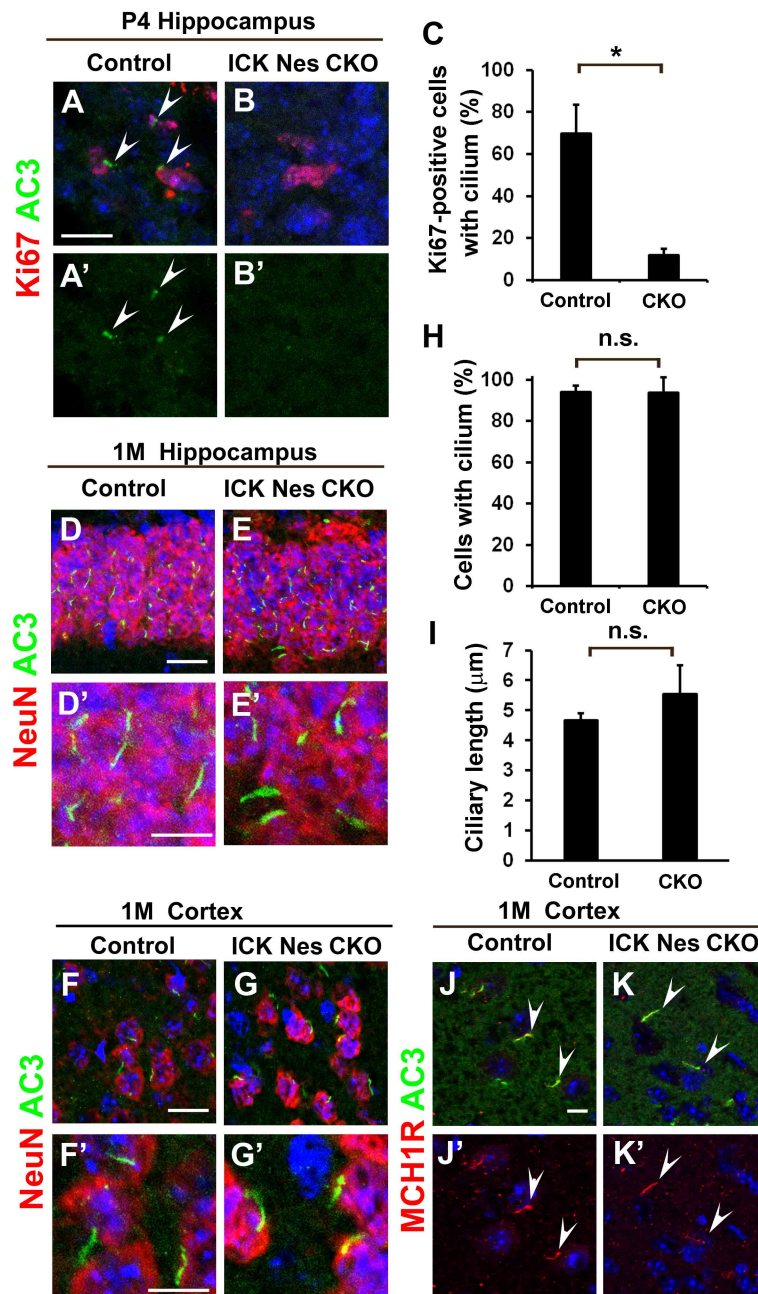 P4 Hippocampus
Control
ICK Nes CKO
Ki67 AC3
A
B
A’
B’
C
Ki67-positive cells
with cilium (%)
*
100
80
60
40
20
0
Control
CKO
1M Hippocampus
Control
ICK Nes CKO
NeuN AC3
D
E
D’
E’
H
Cells with cilium (%)
n.s.
100
80
60
40
20
0
Control
CKO
I
Ciliary length (μm)
n.s.
7
6
5
4
3
2
1
0
Control
CKO
1M Cortex
Control
ICK Nes CKO
NeuN AC3
F
G
F’
G’
1M Cortex
Control
ICK Nes CKO
MCH1R AC3
J
K
J’
K’